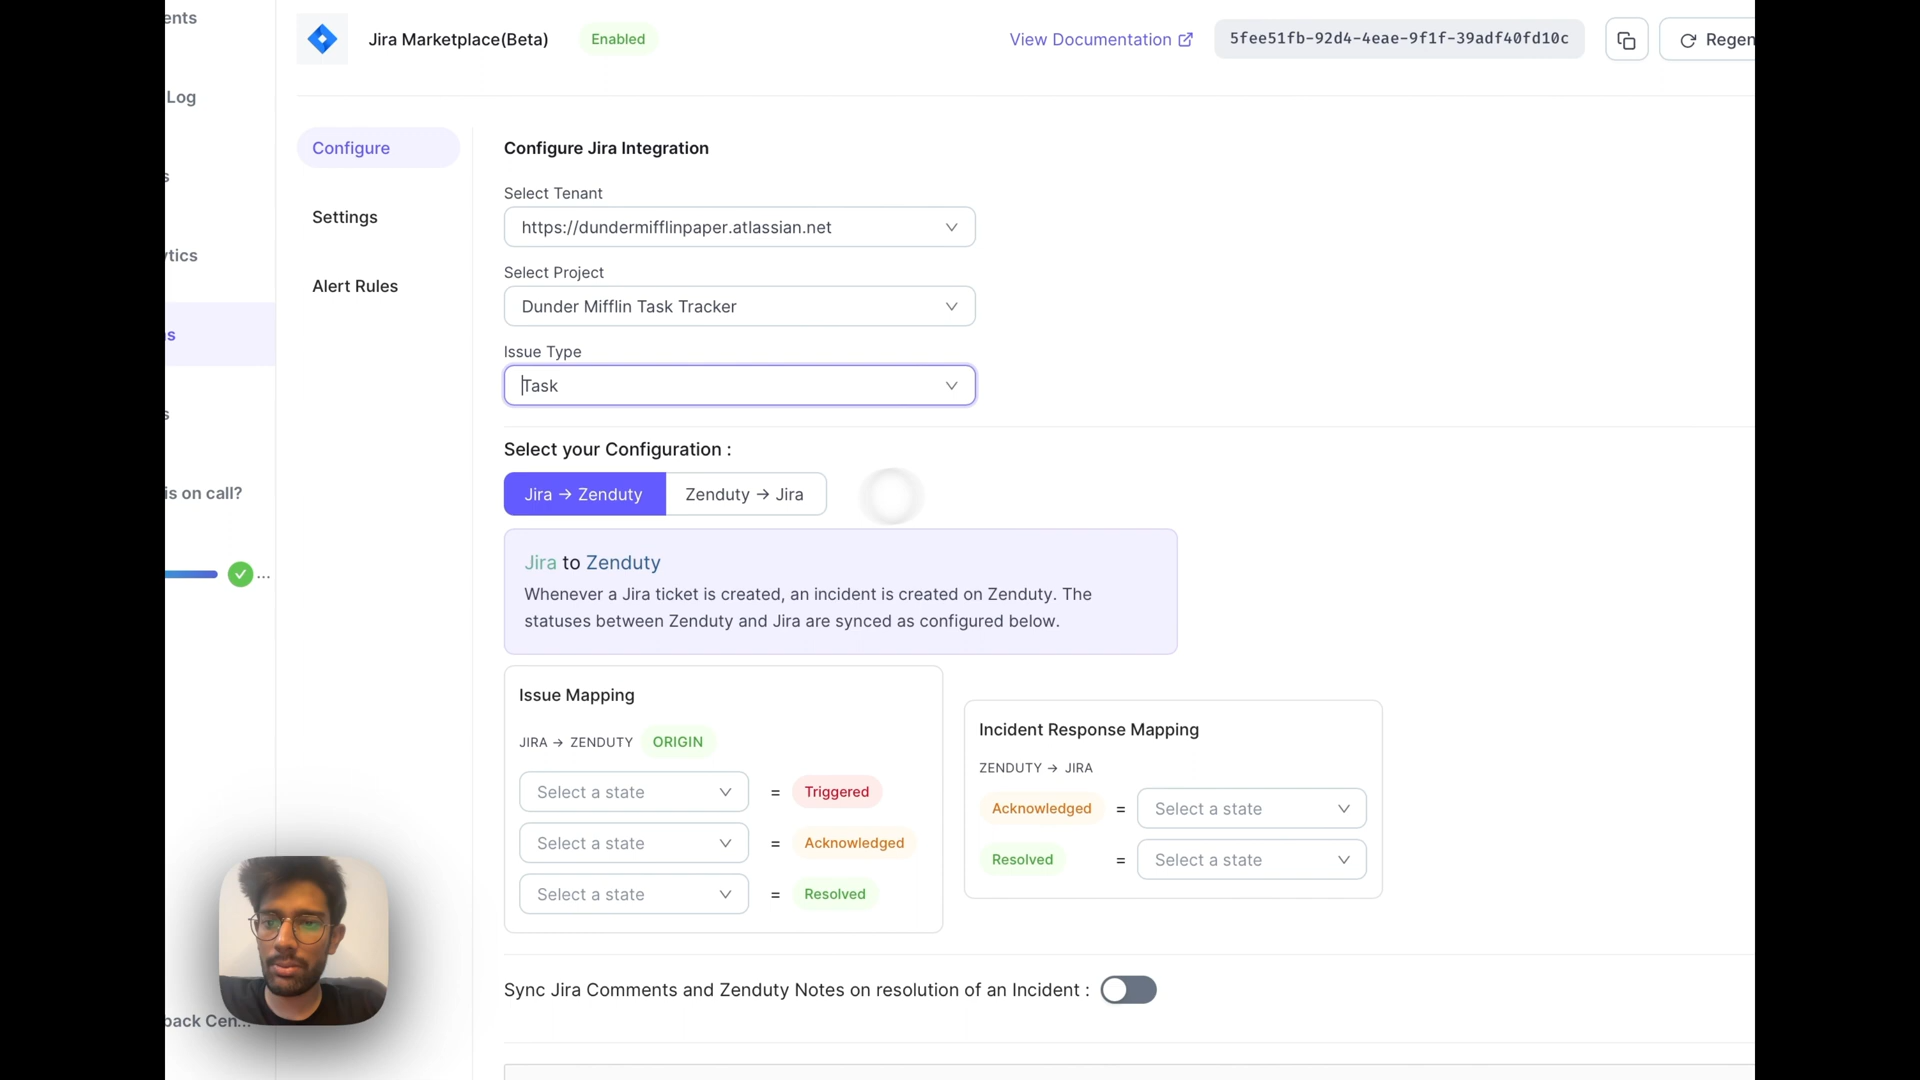 ents
Log
s
ytics
s
s
is on call?
...
back Cen...
Jira Marketplace(Beta)
Enabled
View Documentation
5fee51fb-92d4-4eae-9f1f-39adf40fd10c
Regen
Configure
Settings
Alert Rules
Configure Jira Integration
Select Tenant
https://dundermifflinpaper.atlassian.net
Select Project
Dunder Mifflin Task Tracker
Issue Type
Task
Select your Configuration :
Jira → Zenduty
Zenduty → Jira
Jira to Zenduty
Whenever a Jira ticket is created, an incident is created on Zenduty. The
statuses between Zenduty and Jira are synced as configured below.
Issue Mapping
JIRA → ZENDUTY ORIGIN
Select a state = Triggered
Select a state = Acknowledged
Select a state = Resolved
Incident Response Mapping
ZENDUTY → JIRA
Acknowledged = Select a state
Resolved = Select a state
Sync Jira Comments and Zenduty Notes on resolution of an Incident :